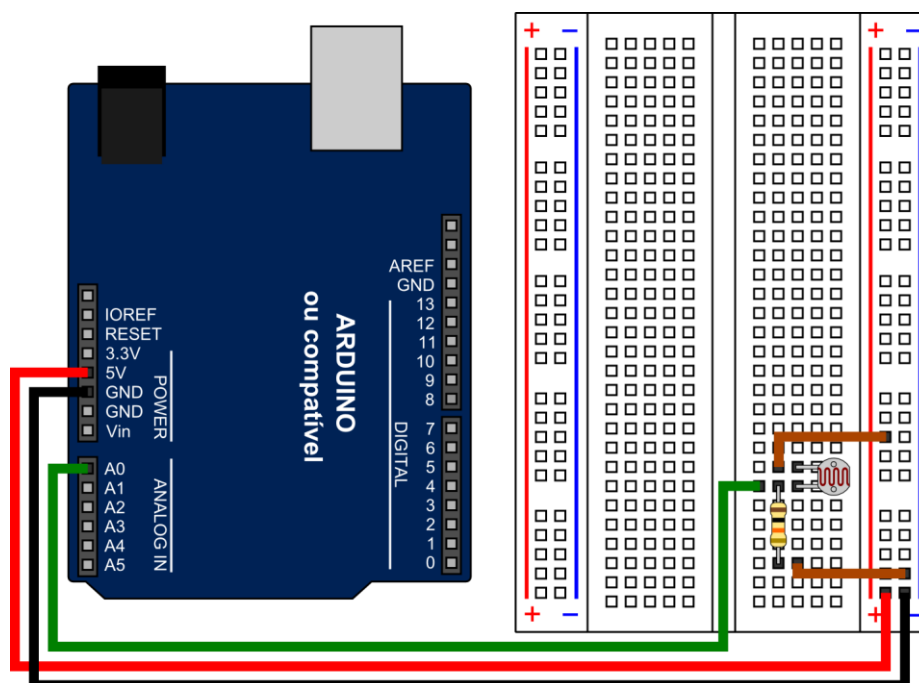 + −
+ −
AREF
GND
13
12
11
10
9
8
7
6
5
4
3
2
1
0
DIGITAL
ARDUINO
ou compatível
IOREF
RESET
3.3V
5V
GND
GND
Vin
POWER
A0
A1
A2
A3
A4
A5
ANALOG IN
+ −
+ −